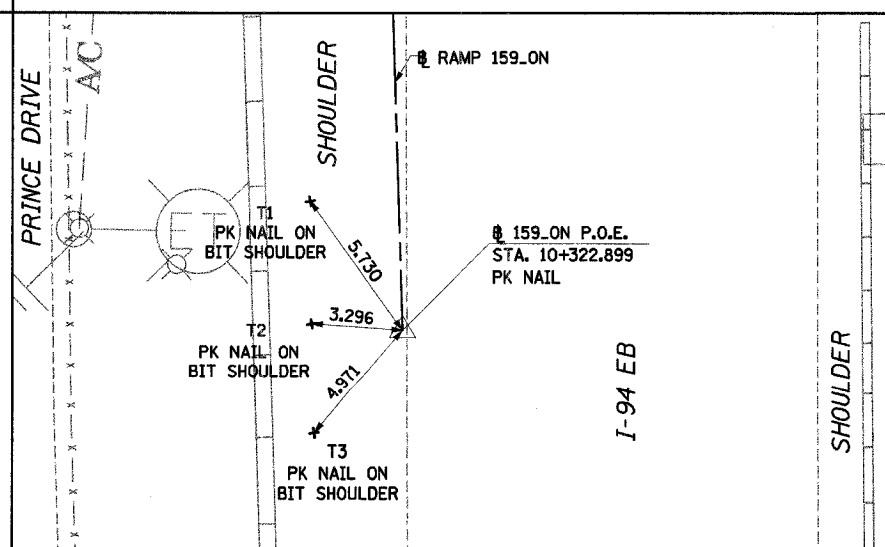 PRINCE DRIVE
A/C
SHOULDER
℄ RAMP 159_ON
ET
T1
PK NAIL ON
BIT SHOULDER
5.730
℄ 159_ON P.O.E.
STA. 10+322.899
PK NAIL
3.296
T2
PK NAIL ON
BIT SHOULDER
4.971
T3
PK NAIL ON
BIT SHOULDER
I-94 EB
SHOULDER